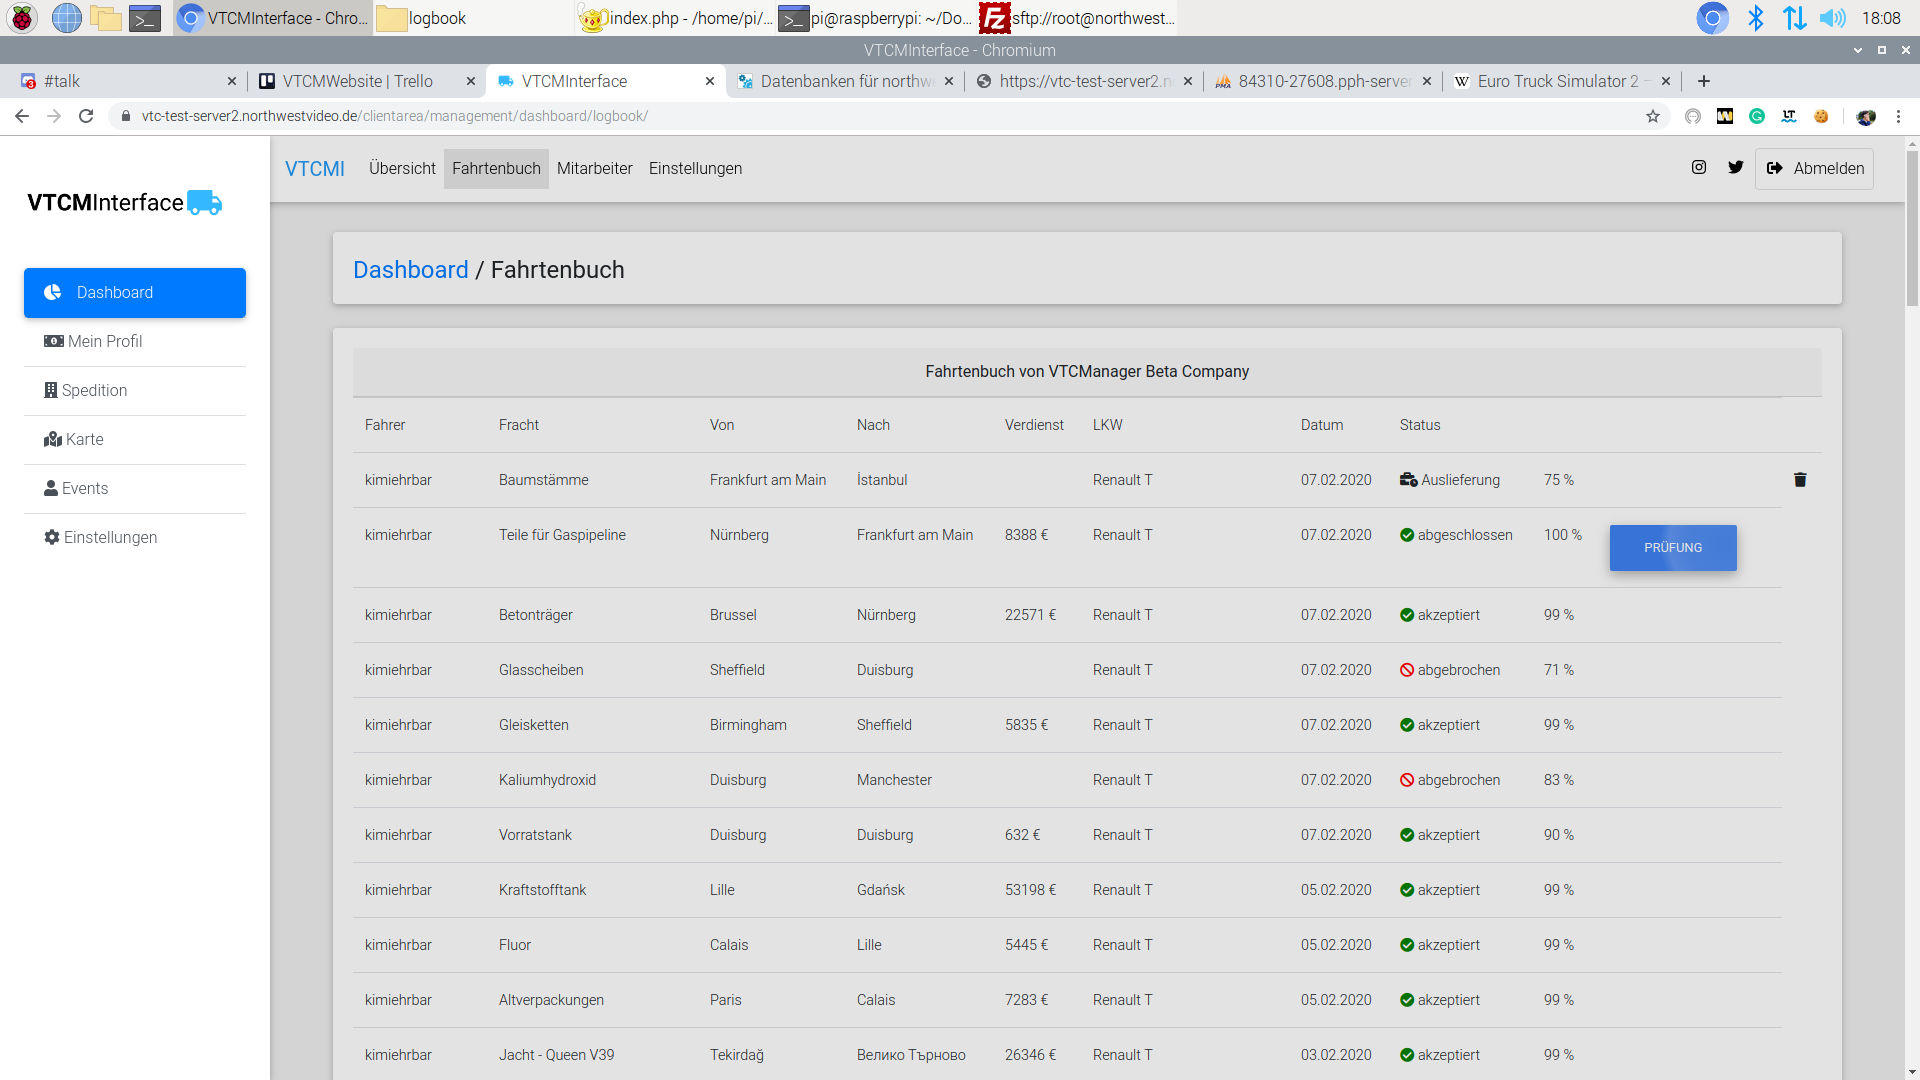 VTCMInterface - Chro...
logbook
index.php - /home/pi/...
pi@raspberrypi: ~/Do...
sftp://root@northwest...
18:08
VTCMInterface - Chromium
#talk
VTCMWebsite | Trello
VTCMInterface
Datenbanken für northw
https://vtc-test-server2.n
84310-27608.pph-server
Euro Truck Simulator 2 –
vtc-test-server2.northwestvideo.de/clientarea/management/dashboard/logbook/
VTCMInterface
Dashboard
Mein Profil
Spedition
Karte
Events
Einstellungen
VTCMI Übersicht Fahrtenbuch Mitarbeiter Einstellungen Abmelden
Dashboard / Fahrtenbuch
Fahrtenbuch von VTCManager Beta Company
Fahrer Fracht Von Nach Verdienst LKW Datum Status
kimiehrbar Baumstämme Frankfurt am Main İstanbul Renault T 07.02.2020 Auslieferung 75 %
kimiehrbar Teile für Gaspipeline Nürnberg Frankfurt am Main 8388 € Renault T 07.02.2020 abgeschlossen 100 % PRÜFUNG
kimiehrbar Betonträger Brussel Nürnberg 22571 € Renault T 07.02.2020 akzeptiert 99 %
kimiehrbar Glasscheiben Sheffield Duisburg Renault T 07.02.2020 abgebrochen 71 %
kimiehrbar Gleisketten Birmingham Sheffield 5835 € Renault T 07.02.2020 akzeptiert 99 %
kimiehrbar Kaliumhydroxid Duisburg Manchester Renault T 07.02.2020 abgebrochen 83 %
kimiehrbar Vorratstank Duisburg Duisburg 632 € Renault T 07.02.2020 akzeptiert 90 %
kimiehrbar Kraftstofftank Lille Gdańsk 53198 € Renault T 05.02.2020 akzeptiert 99 %
kimiehrbar Fluor Calais Lille 5445 € Renault T 05.02.2020 akzeptiert 99 %
kimiehrbar Altverpackungen Paris Calais 7283 € Renault T 05.02.2020 akzeptiert 99 %
kimiehrbar Jacht - Queen V39 Tekirdağ Велико Търново 26346 € Renault T 03.02.2020 akzeptiert 99 %